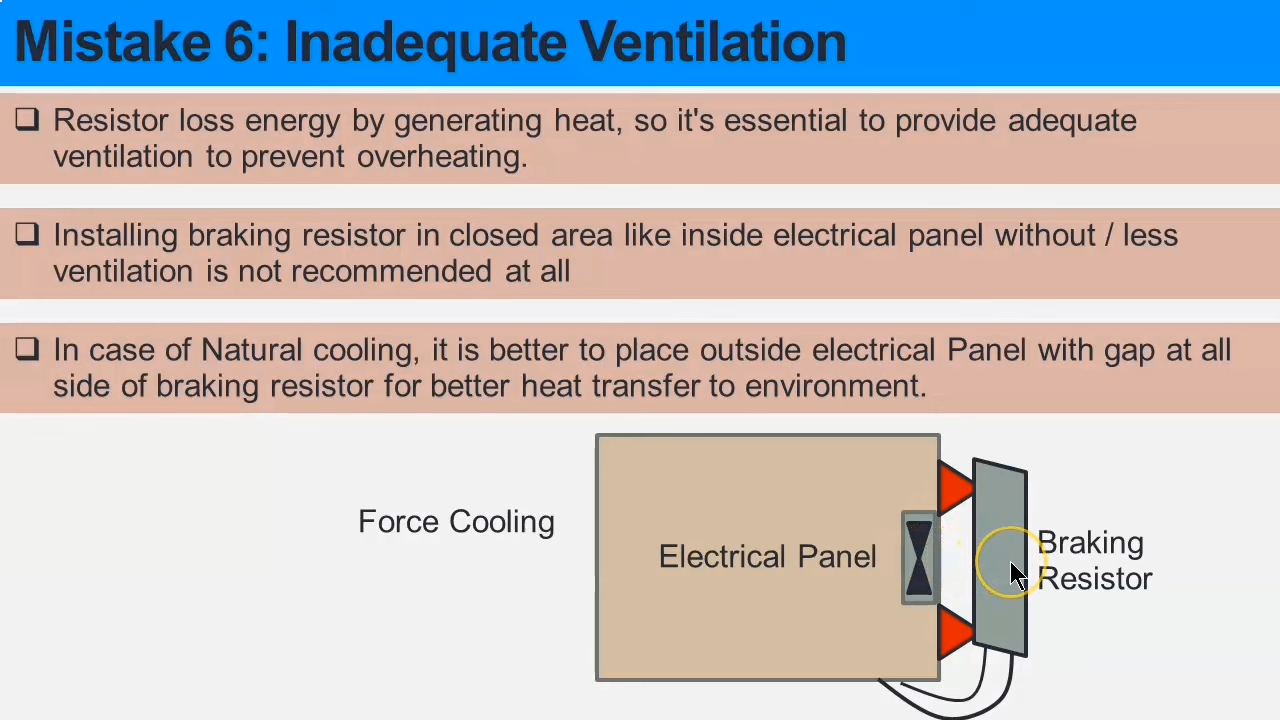 Mistake 6: Inadequate Ventilation
❑ Resistor loss energy by generating heat, so it's essential to provide adequate
ventilation to prevent overheating.
❑ Installing braking resistor in closed area like inside electrical panel without / less
ventilation is not recommended at all
❑ In case of Natural cooling, it is better to place outside electrical Panel with gap at all
side of braking resistor for better heat transfer to environment.
Force Cooling
Electrical Panel
Braking
Resistor